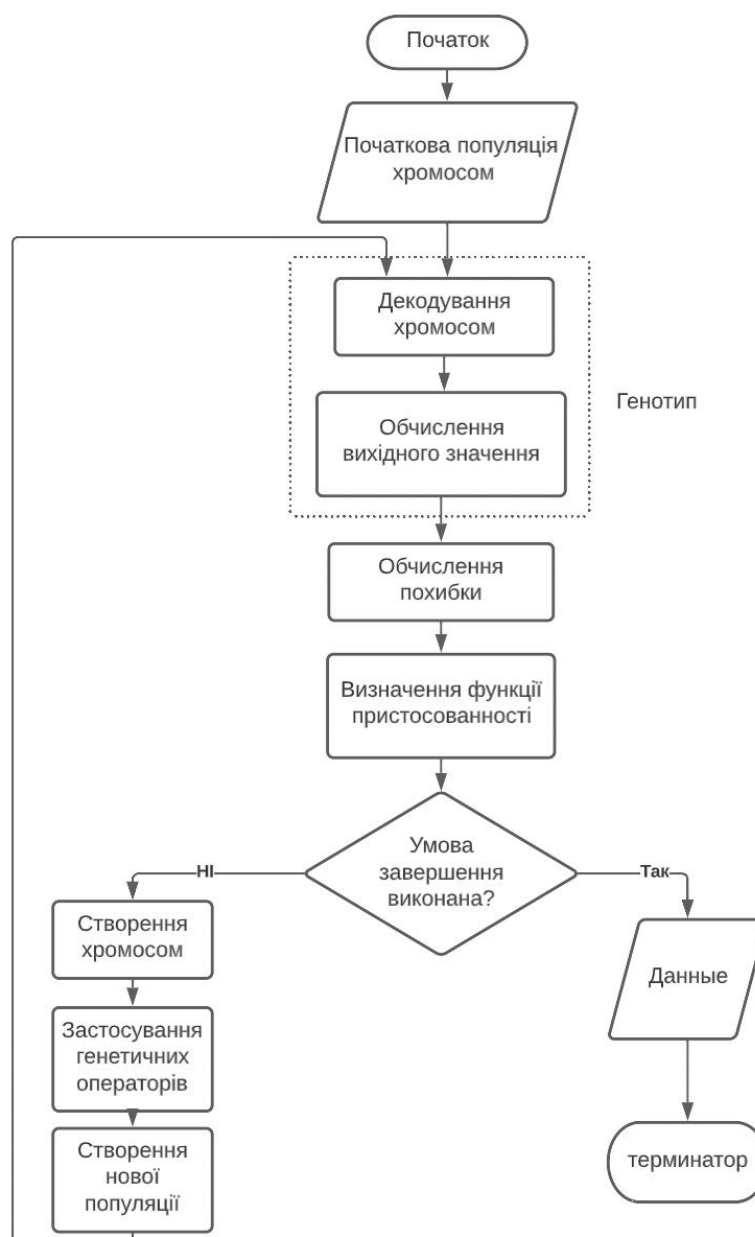 Початок
Початкова популяція
хромосом
Декодування
хромосом
Генотип
Обчислення
вихідного значення
Обчислення
похибки
Визначення функції
пристосованності
Умова
завершення
виконана?
НІ
Так
Створення
хромосом
Застосування
генетичних
операторів
Створення
нової
популяції
Данные
терминатор